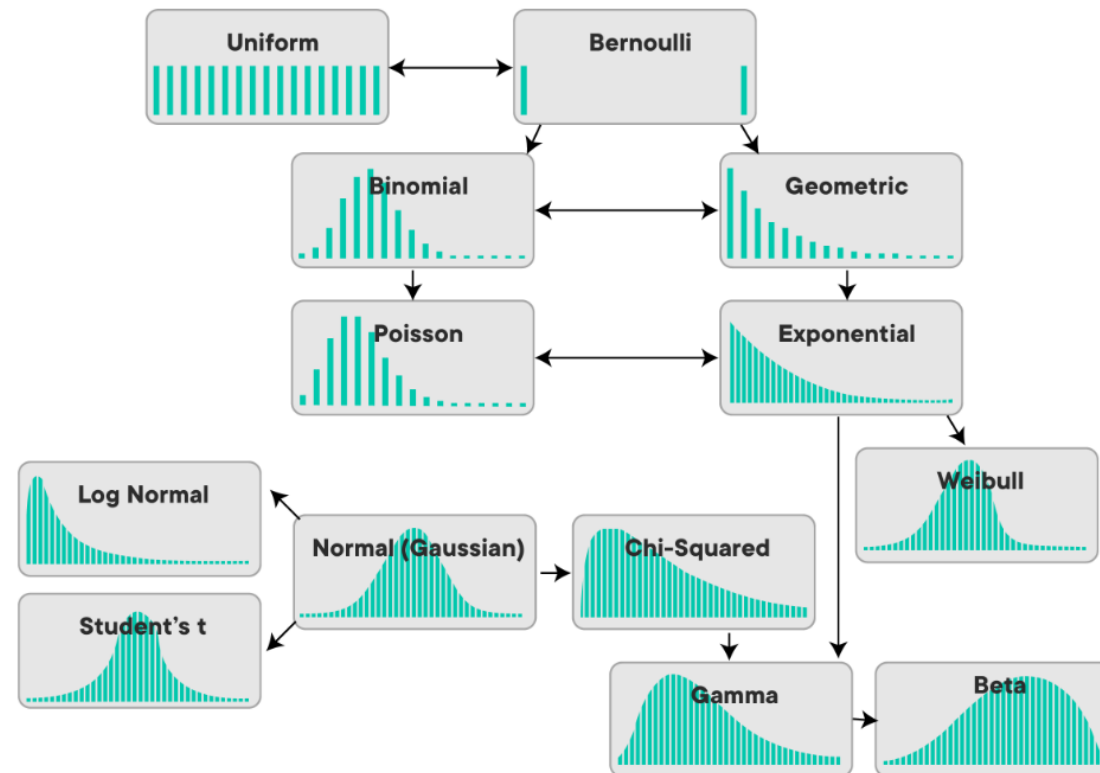 Uniform
Bernoulli
Binomial
Geometric
Poisson
Exponential
Weibull
Log Normal
Normal (Gaussian)
Chi-Squared
Student's t
Gamma
Beta